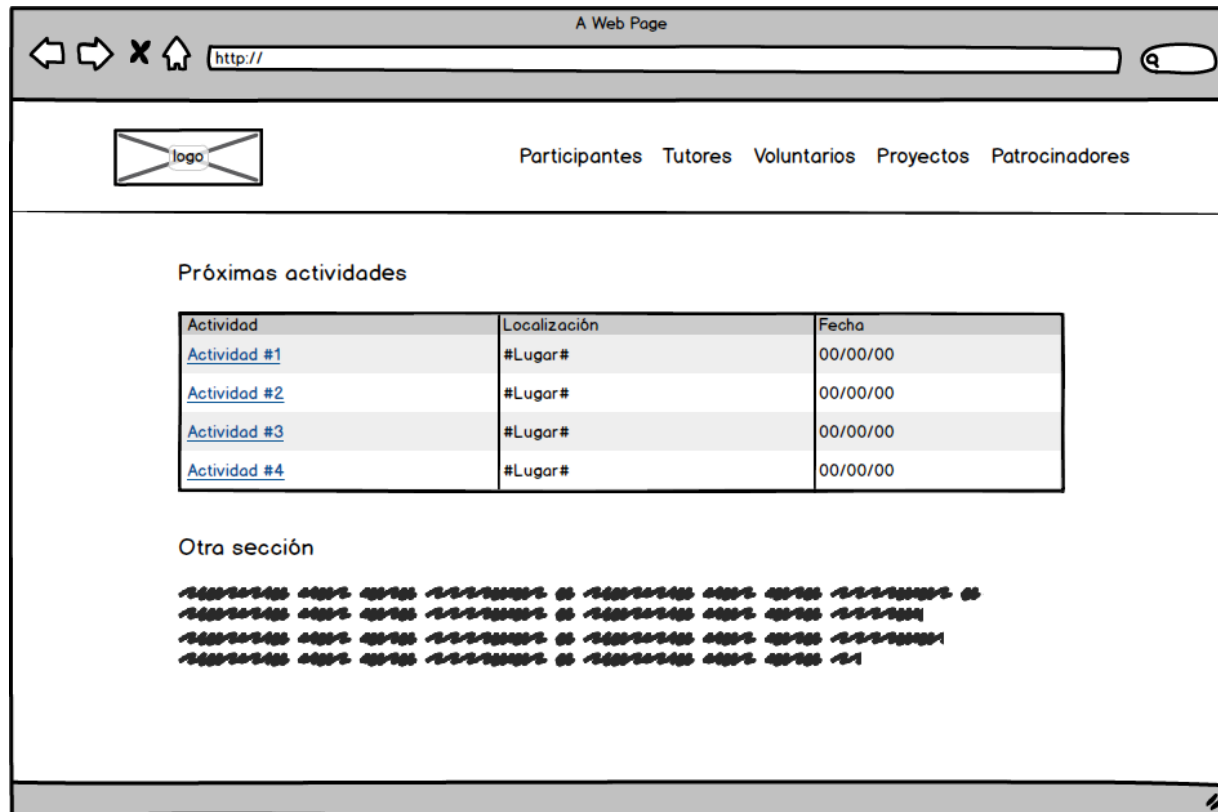 A Web Page
http://
logo
Participantes Tutores Voluntarios Proyectos Patrocinadores
Próximas actividades
Actividad Localización Fecha
Actividad #1 #Lugar# 00/00/00
Actividad #2 #Lugar# 00/00/00
Actividad #3 #Lugar# 00/00/00
Actividad #4 #Lugar# 00/00/00
Otra sección